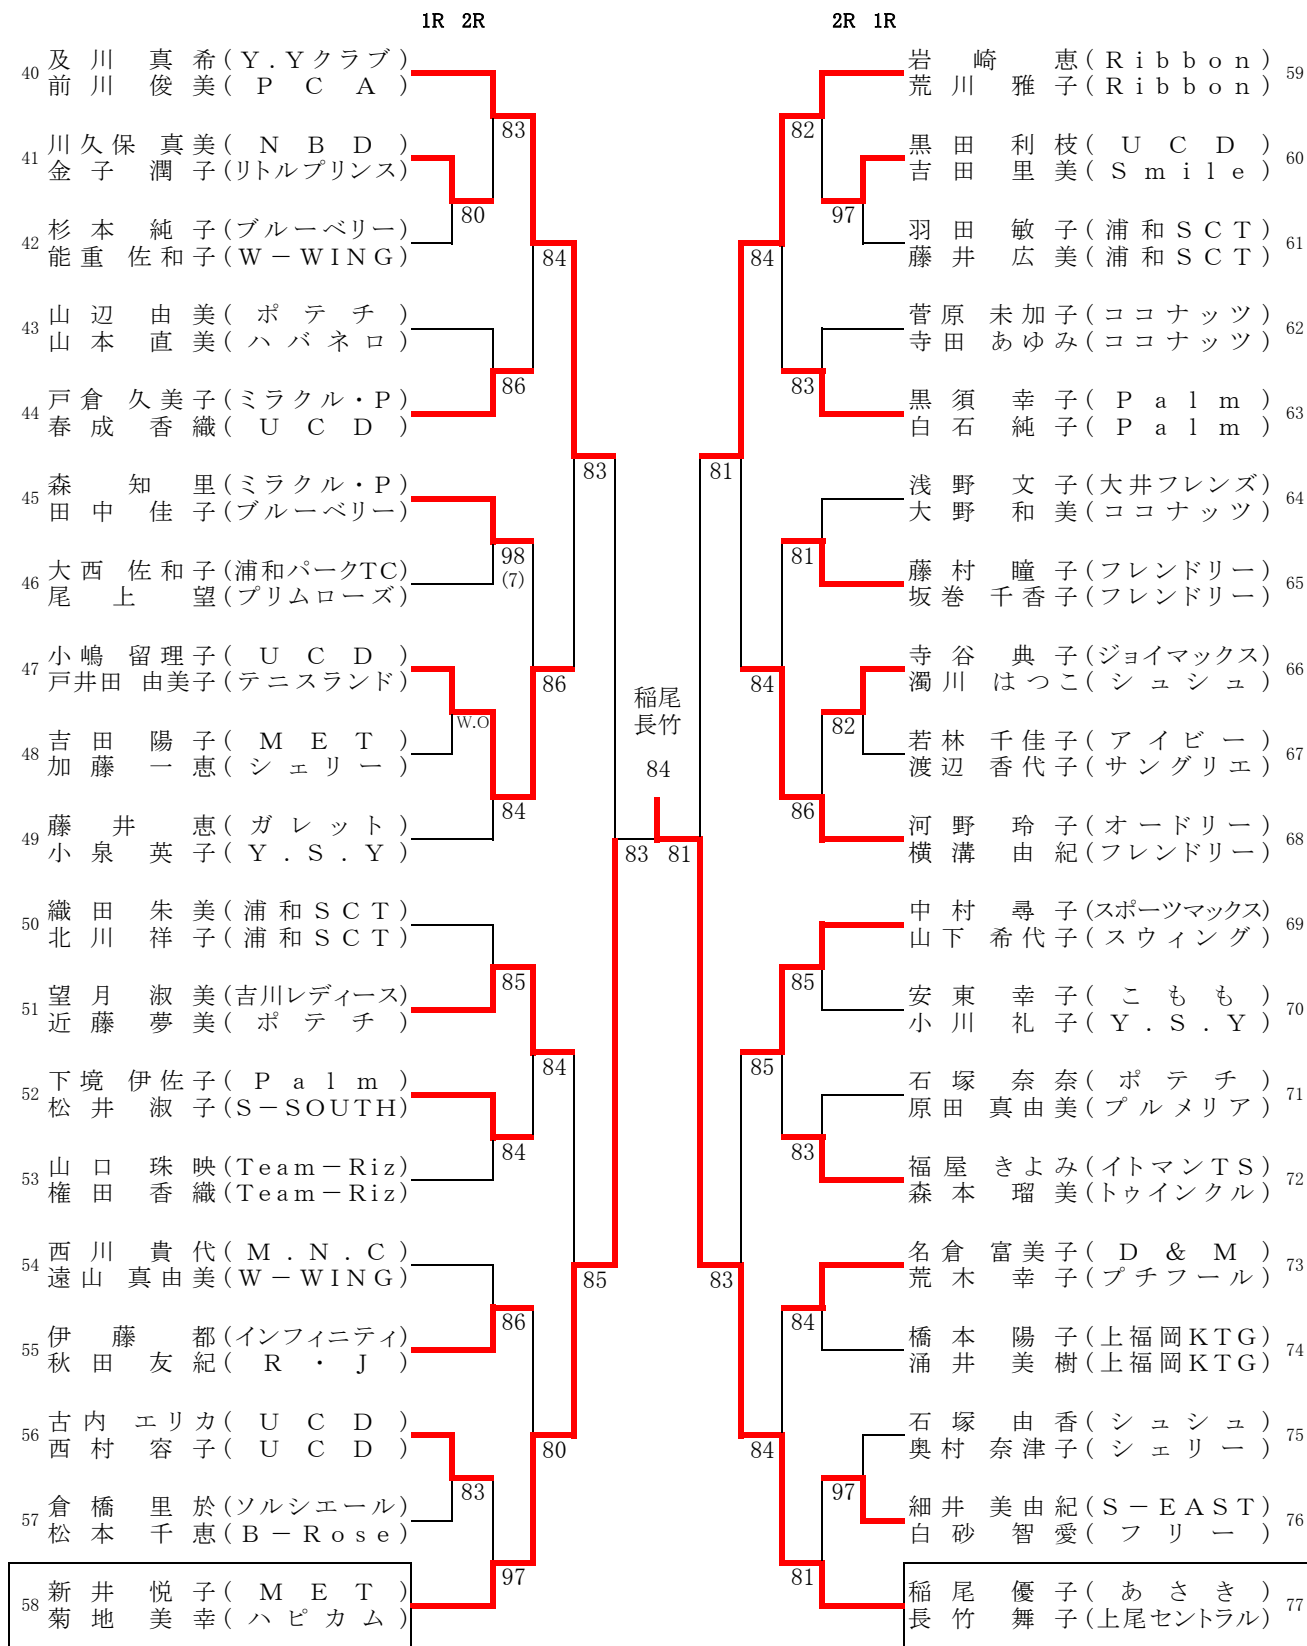 1R 2R
40 及川 真希(Y.Yクラブ)
前川 俊美(PCA)
83
41 川久保 真美(NBD)
金子 潤子(リトルプリンス)
80
42 杉本 純子(ブルーベリー)
能重 佐和子(W-WING)
84
43 山辺 由美(ポテチ)
山本 直美(ハバネロ)
86
44 戸倉 久美子(ミラクル・P)
春成 香織(UCD)
83
45 森 知里(ミラクル・P)
田中 佳子(ブルーベリー)
98
(7)
46 大西 佐和子(浦和パークTC)
尾上 望(プリムローズ)
47 小嶋 留理子(UCD)
戸井田 由美子(テニスランド)
86
W.O
48 吉田 陽子(MET)
加藤 一恵(シェリー)
84
49 藤井 恵(ガレット)
小泉 英子(Y.S.Y)
83
50 織田 朱美(浦和SCT)
北川 祥子(浦和SCT)
85
51 望月 淑美(吉川レディース)
近藤 夢美(ポテチ)
84
52 下境 伊佐子(Palm)
松井 淑子(S-SOUTH)
84
53 山口 珠映(Team-Riz)
権田 香織(Team-Riz)
54 西川 貴代(M.N.C)
遠山 真由美(W-WING)
85
86
55 伊藤 都(インフィニティ)
秋田 友紀(R・J)
56 古内 エリカ(UCD)
西村 容子(UCD)
80
83
57 倉橋 里於(ソルシエール)
松本 千恵(B-Rose)
97
58 新井 悦子(MET)
菊地 美幸(ハピカム)
稲尾
長竹
84
2R 1R
岩崎 恵(Ribbon) 59
荒川 雅子(Ribbon)
82
黒田 利枝(UCD) 60
吉田 里美(Smile)
97
羽田 敏子(浦和SCT) 61
藤井 広美(浦和SCT)
84
菅原 未加子(ココナッツ) 62
寺田 あゆみ(ココナッツ)
83
黒須 幸子(Palm) 63
白石 純子(Palm)
81
浅野 文子(大井フレンズ) 64
大野 和美(ココナッツ)
81
藤村 瞳子(フレンドリー) 65
坂巻 千香子(フレンドリー)
寺谷 典子(ジョイマックス) 66
濁川 はつこ(シュシュ)
84
82
若林 千佳子(アイビー) 67
渡辺 香代子(サングリエ)
86
河野 玲子(オードリー) 68
横溝 由紀(フレンドリー)
81
中村 尋子(スポーツマックス) 69
山下 希代子(スウィング)
85
安東 幸子(こもも) 70
小川 礼子(Y.S.Y)
85
石塚 奈奈(ポテチ) 71
原田 真由美(プルメリア)
83
福屋 きよみ(イトマンTS) 72
森本 瑠美(トゥインクル)
名倉 富美子(D&M) 73
荒木 幸子(プチフール)
83
84
橋本 陽子(上福岡KTG) 74
涌井 美樹(上福岡KTG)
石塚 由香(シュシュ) 75
奥村 奈津子(シェリー)
84
97
細井 美由紀(S-EAST) 76
白砂 智愛(フリー)
81
稲尾 優子(あさき) 77
長竹 舞子(上尾セントラル)